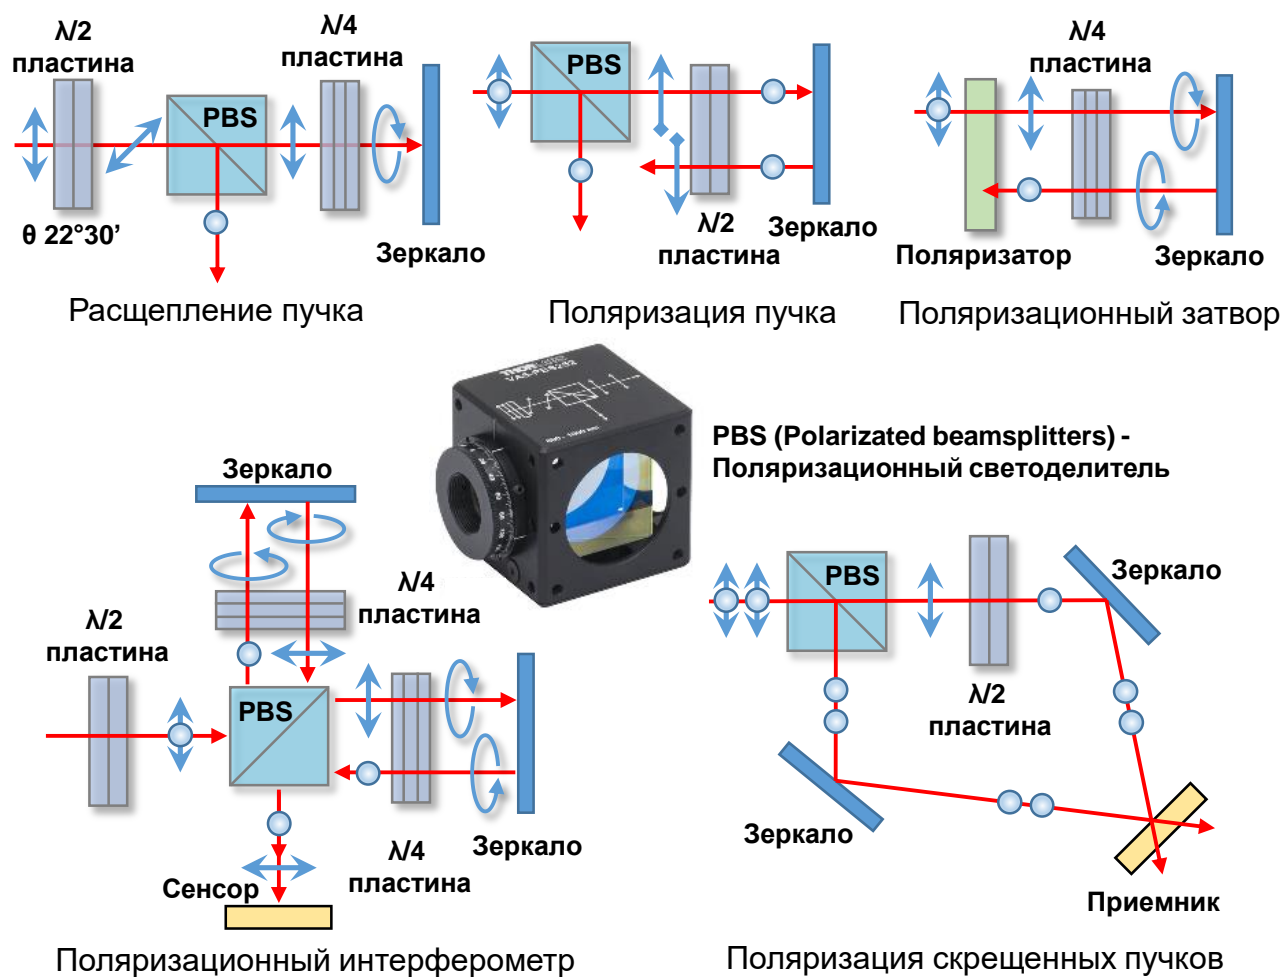 λ/2
пластина
PBS
λ/4
пластина
θ 22°30’
Зеркало
Расщепление пучка
PBS
λ/2
пластина
Зеркало
Поляризация пучка
λ/4
пластина
Поляризатор
Зеркало
Поляризационный затвор
PBS (Polarizated beamsplitters) -
Поляризационный светоделитель
Зеркало
λ/4
пластина
λ/2
пластина
PBS
λ/4
пластина
Зеркало
Сенсор
Поляризационный интерферометр
PBS
Зеркало
λ/2
пластина
Зеркало
Приемник
Поляризация скрещенных пучков